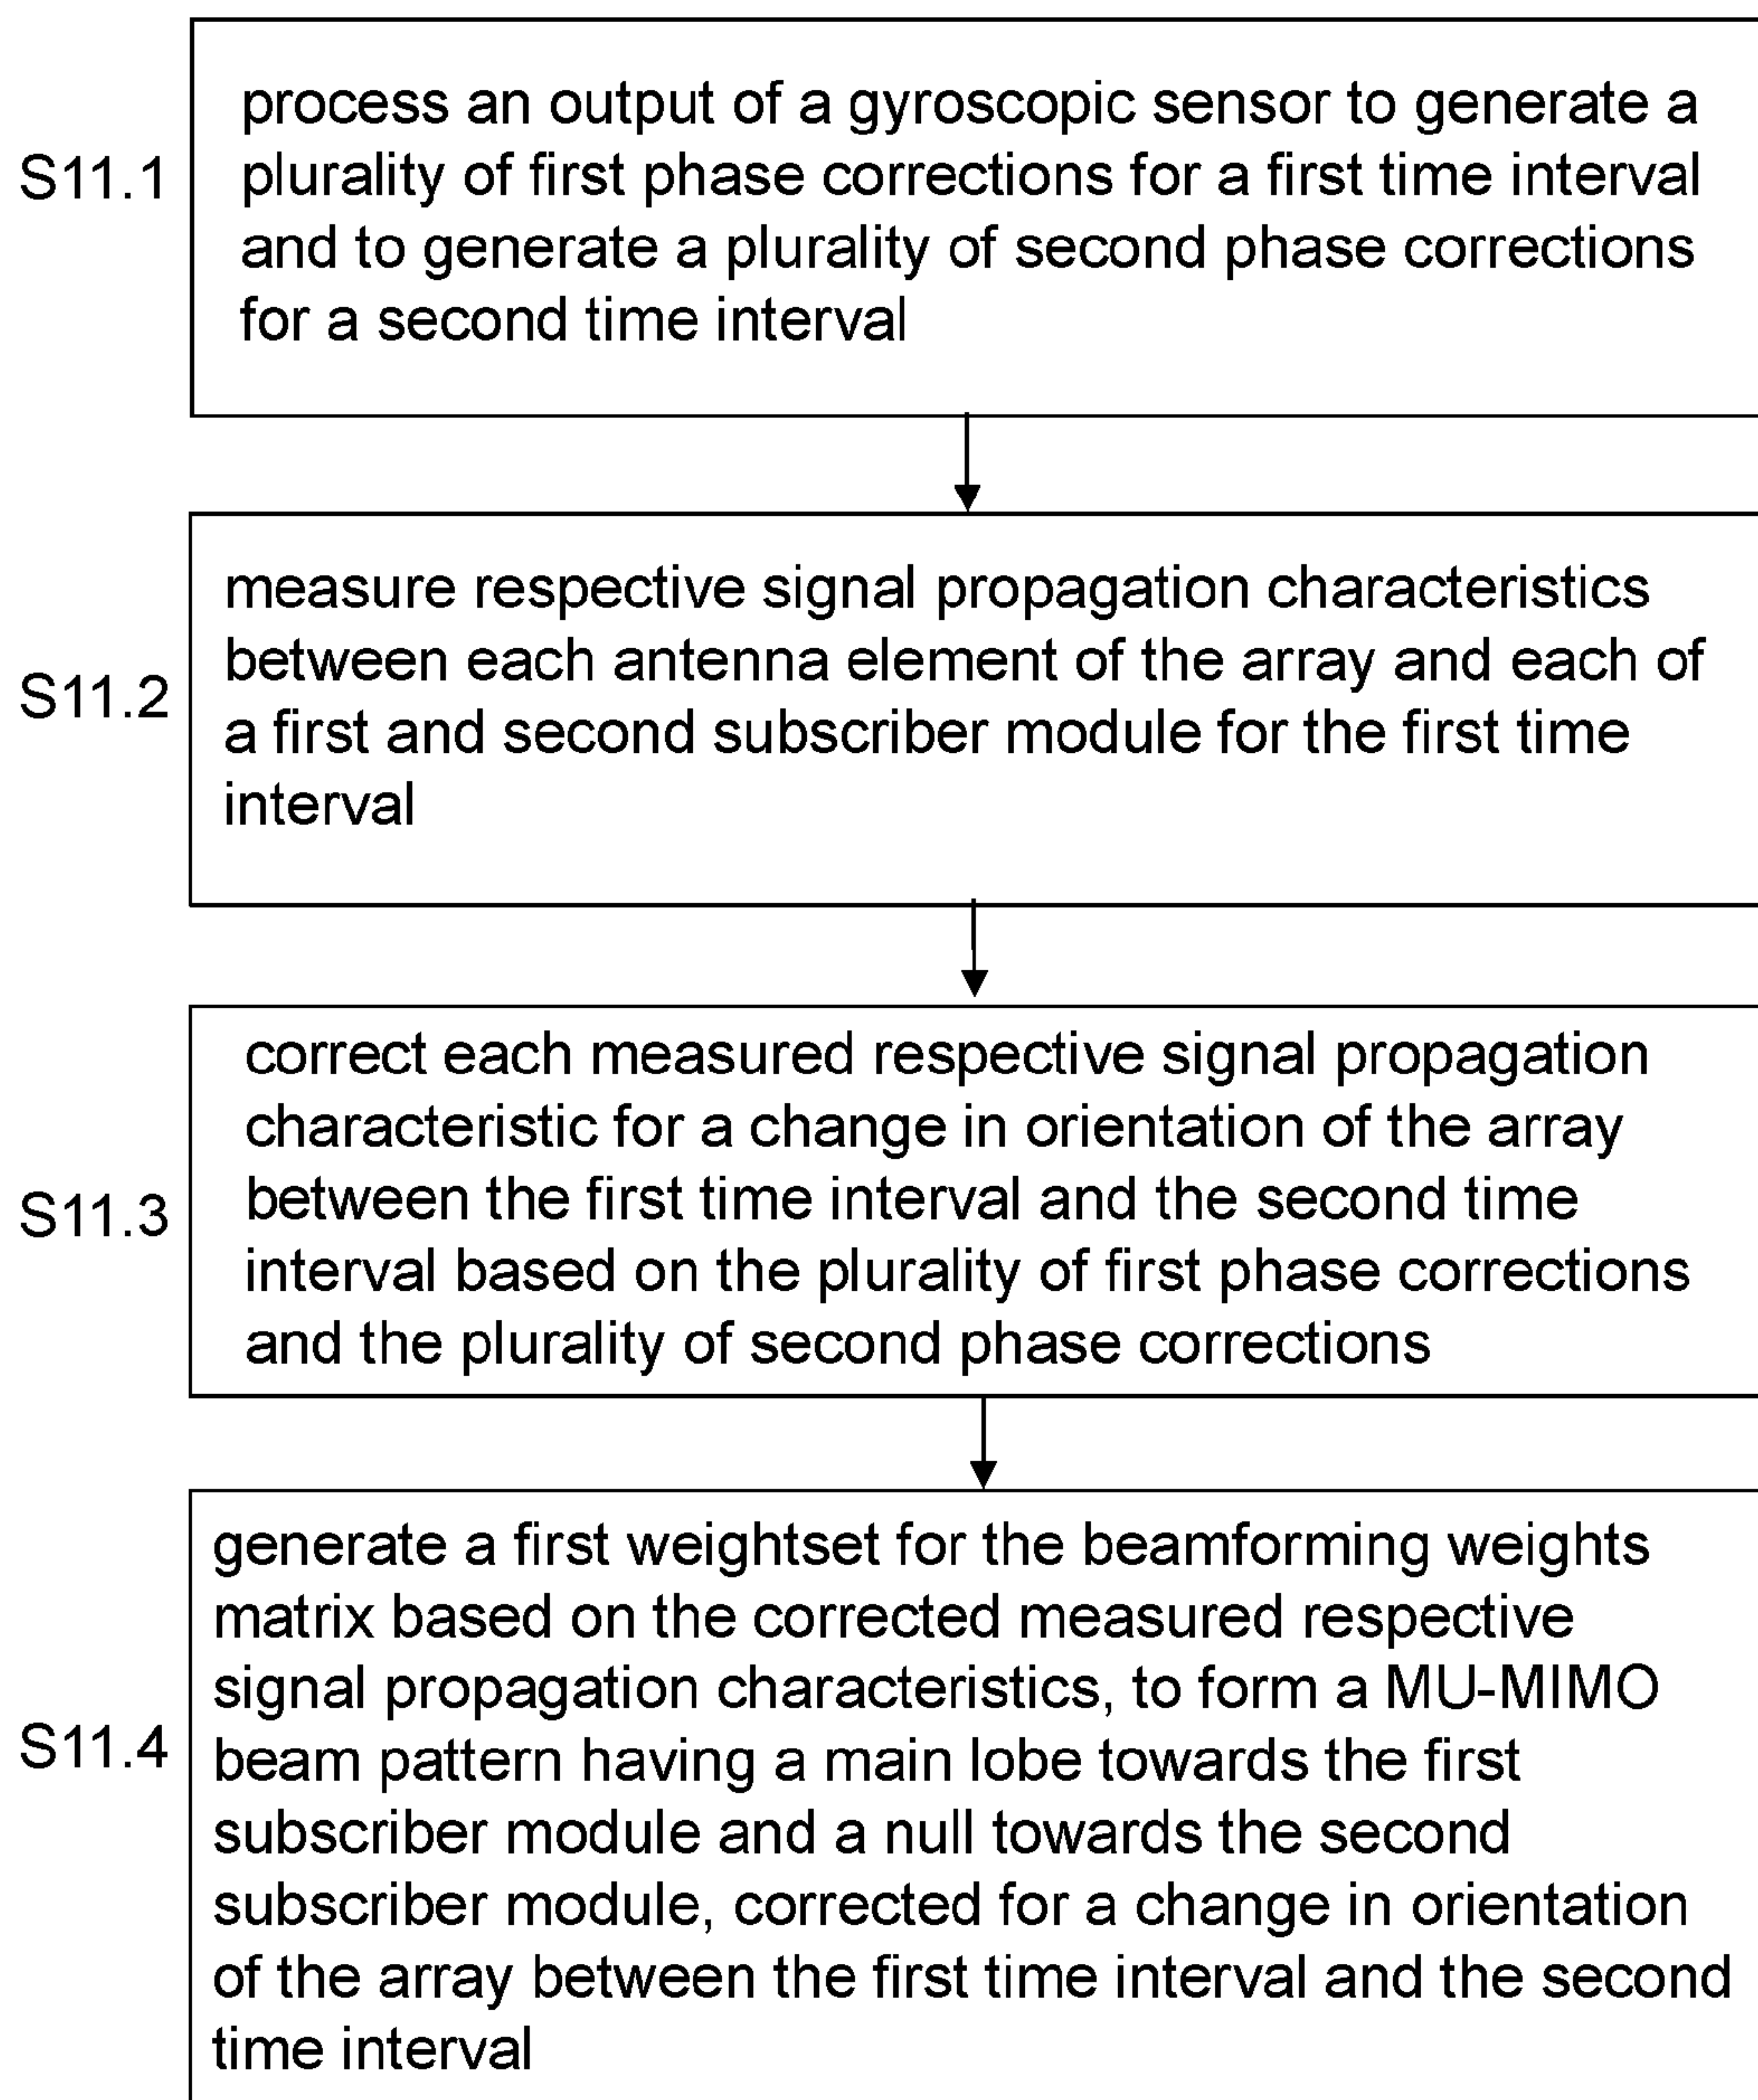 S11.1
process an output of a gyroscopic sensor to generate a
plurality of first phase corrections for a first time interval
and to generate a plurality of second phase corrections
for a second time interval
S11.2
measure respective signal propagation characteristics
between each antenna element of the array and each of
a first and second subscriber module for the first time
interval
S11.3
correct each measured respective signal propagation
characteristic for a change in orientation of the array
between the first time interval and the second time
interval based on the plurality of first phase corrections
and the plurality of second phase corrections
S11.4
generate a first weightset for the beamforming weights
matrix based on the corrected measured respective
signal propagation characteristics, to form a MU-MIMO
beam pattern having a main lobe towards the first
subscriber module and a null towards the second
subscriber module, corrected for a change in orientation
of the array between the first time interval and the second
time interval